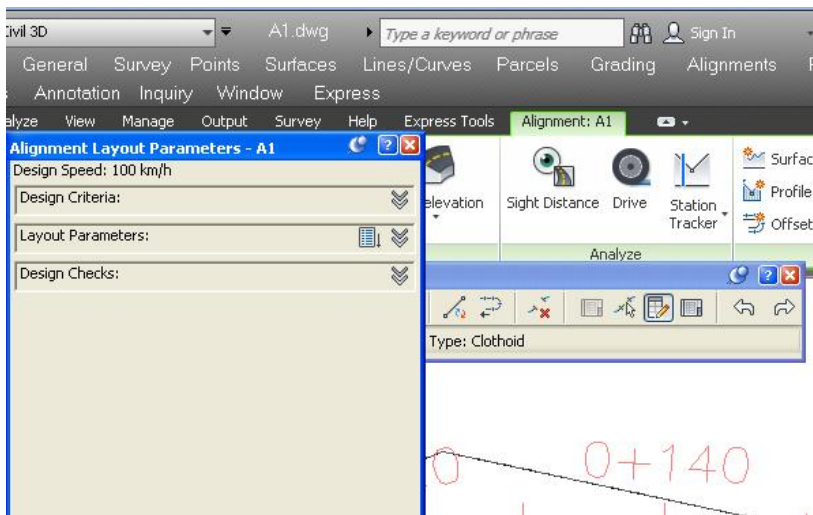 Civil 3D A1.dwg Type a keyword or phrase Sign In
General Survey Points Surfaces Lines/Curves Parcels Grading Alignments
Annotation Inquiry Window Express
alyze View Manage Output Survey Help Express Tools Alignment: A1
Alignment Layout Parameters - A1
Design Speed: 100 km/h
Design Criteria:
Layout Parameters:
Design Checks:
elevation Sight Distance Drive Station Tracker
Surfac
Profile
Offset
Analyze
Type: Clothoid
0 0+140